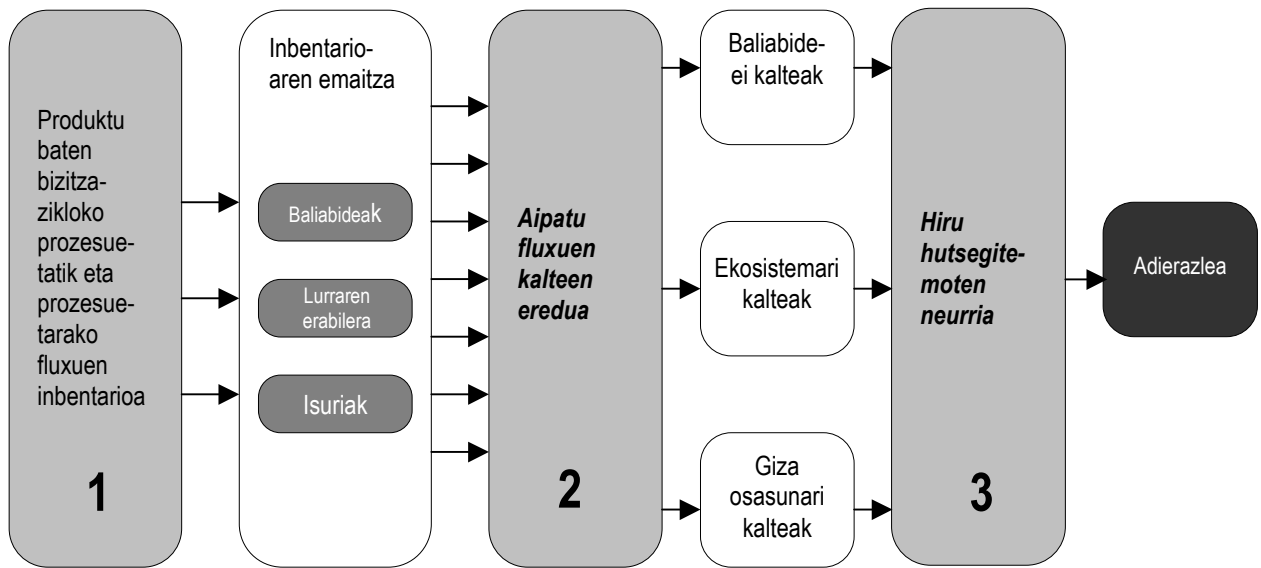 Produktu
baten
bizitza-
zikloko
prozesue-
tatik eta
prozesue-
tarako
fluxuen
inbentarioa
1
Inbentario-
aren emaitza
Baliabideak
Lurraren
erabilera
Isuriak
Aipatu
fluxuen
kalteen
eredua
2
Baliabide-
ei kalteak
Ekosistemari
kalteak
Giza
osasunari
kalteak
Hiru
hutsegite-
moten
neurria
3
Adierazlea